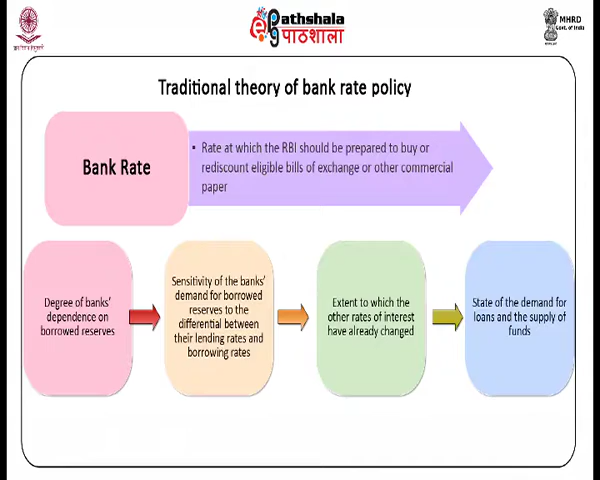 Pathshala
पाठशाला
MHRD
Govt. of India
Traditional theory of bank rate policy
Bank Rate
• Rate at which the RBI should be prepared to buy or
rediscount eligible bills of exchange or other commercial
paper
Degree of banks'
dependence on
borrowed reserves
Sensitivity of the banks'
demand for borrowed
reserves to the
differential between
their lending rates and
borrowing rates
Extent to which the
other rates of interest
have already changed
State of the demand for
loans and the supply of
funds